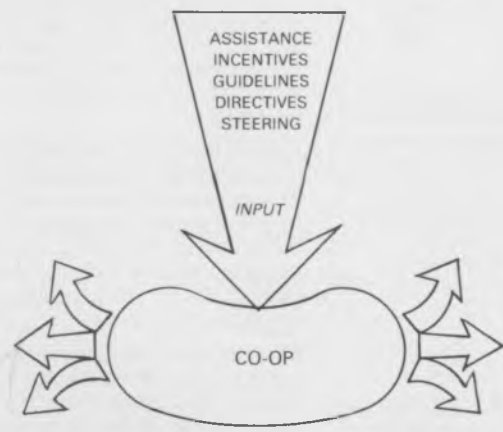 ASSISTANCE
INCENTIVES
GUIDELINES
DIRECTIVES
STEERING
INPUT
CO-OP